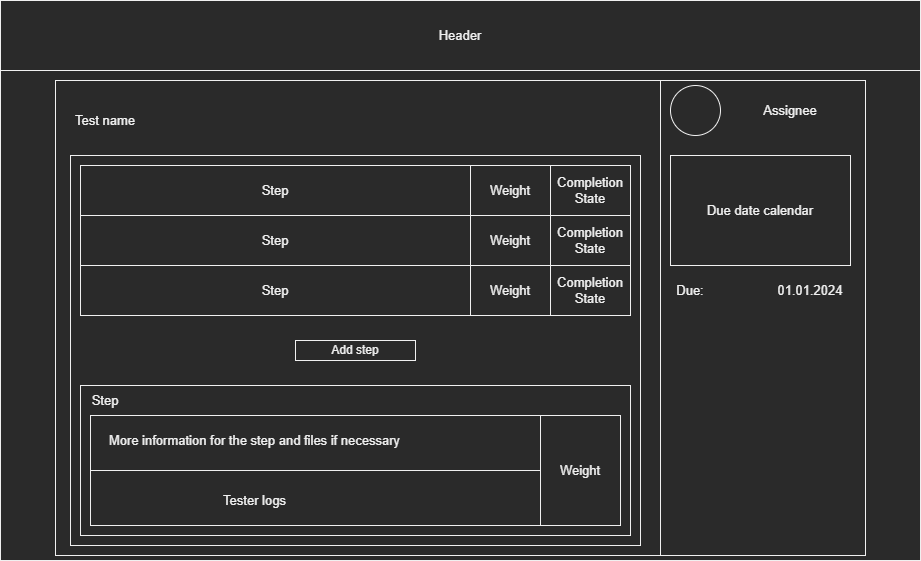 Header
Test name
Assignee
Step
Weight
Completion
State
Step
Weight
Completion
State
Step
Weight
Completion
State
Due date calendar
Due:
01.01.2024
Add step
Step
More information for the step and files if necessary
Weight
Tester logs